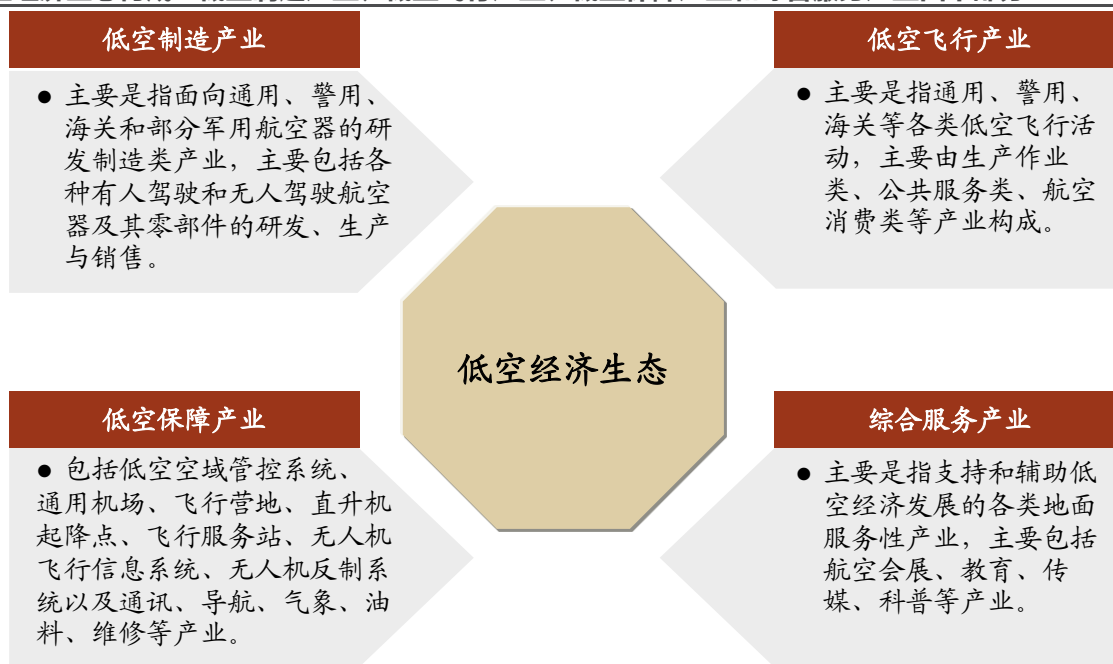 低空制造产业
● 主要是指面向通用、警用、
海关和部分军用航空器的研
发制造类产业，主要包括各
种有人驾驶和无人驾驶航空
器及其零部件的研发、生产
与销售。
低空飞行产业
● 主要是指通用、警用、
海关等各类低空飞行活
动，主要由生产作业
类、公共服务类、航空
消费类等产业构成。
低空经济生态
低空保障产业
● 包括低空空域管控系统、
通用机场、飞行营地、直升机
起降点、飞行服务站、无人机
飞行信息系统、无人机反制系
统以及通讯、导航、气象、油
料、维修等产业。
综合服务产业
● 主要是指支持和辅助低
空经济发展的各类地面
服务性产业，主要包括
航空会展、教育、传
媒、科普等产业。